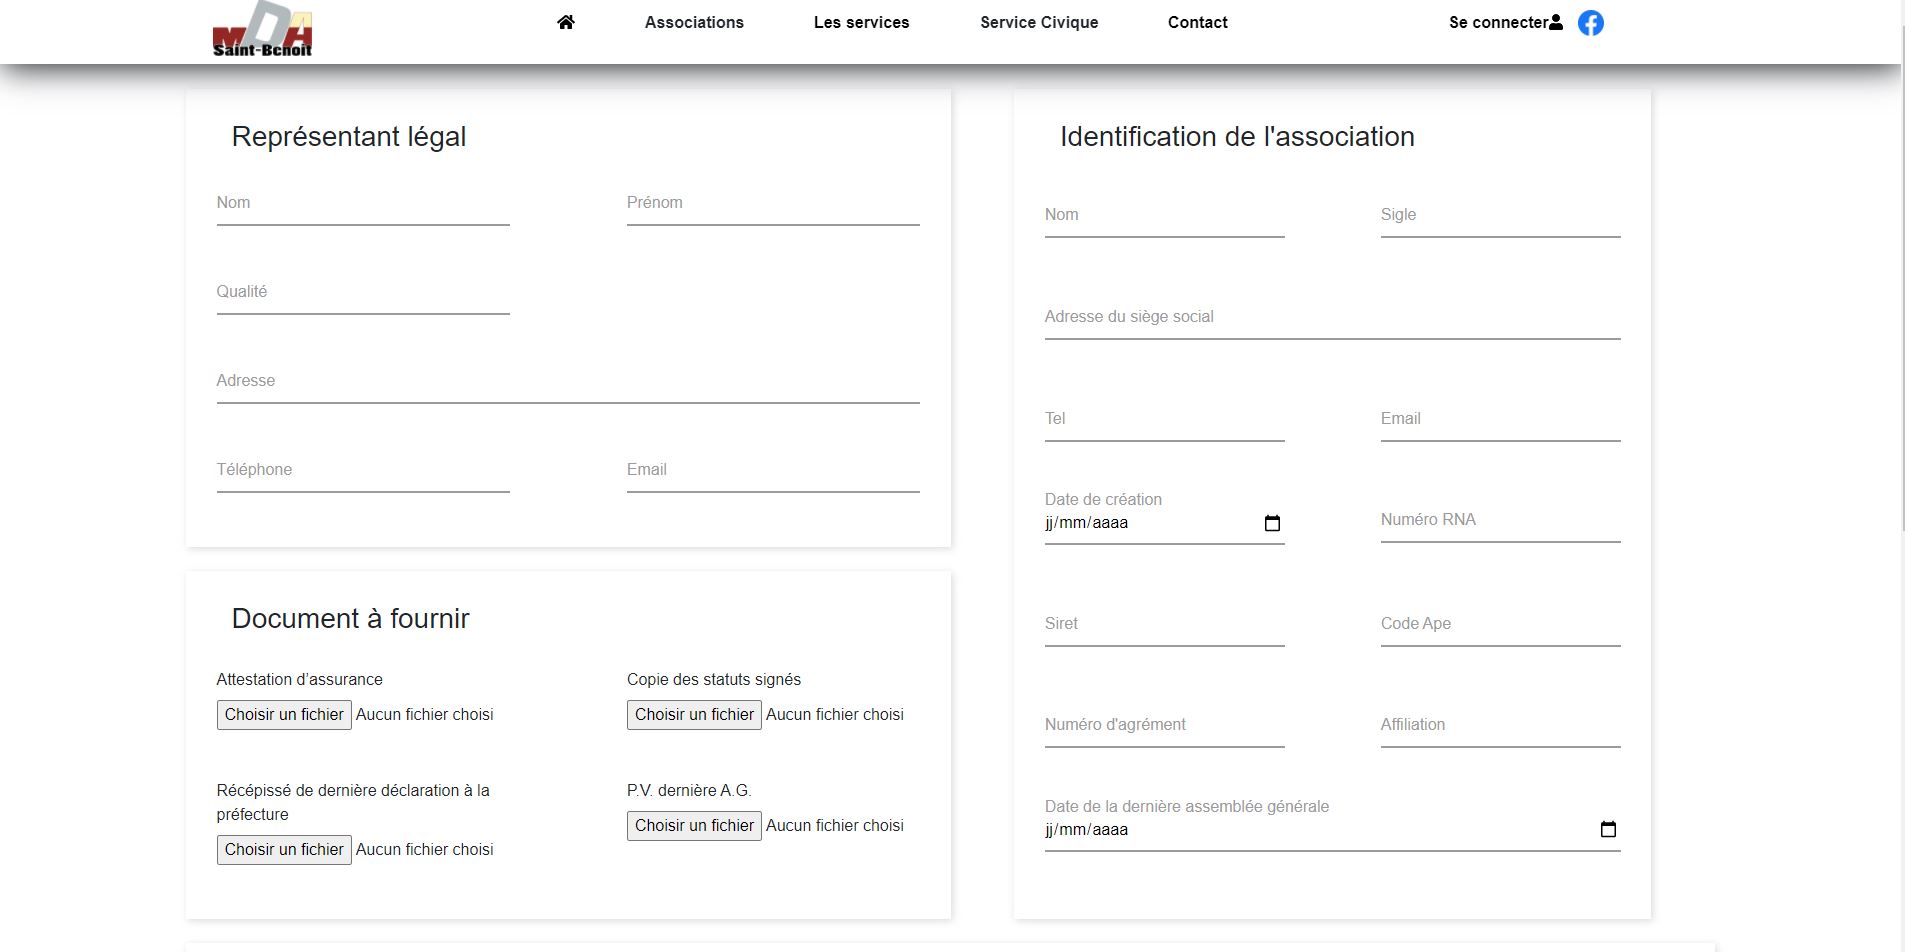 MDA
Saint-Benoit
Associations
Les services
Service Civique
Contact
Se connecter
Représentant légal
Nom
Prénom
Qualité
Adresse
Téléphone
Email
Document à fournir
Attestation d’assurance
Choisir un fichier Aucun fichier choisi
Copie des statuts signés
Choisir un fichier Aucun fichier choisi
Récépissé de dernière déclaration à la
préfecture
Choisir un fichier Aucun fichier choisi
P.V. dernière A.G.
Choisir un fichier Aucun fichier choisi
Identification de l'association
Nom
Sigle
Adresse du siège social
Tel
Email
Date de création
jj/mm/aaaa
Numéro RNA
Siret
Code Ape
Numéro d'agrément
Affiliation
Date de la dernière assemblée générale
jj/mm/aaaa